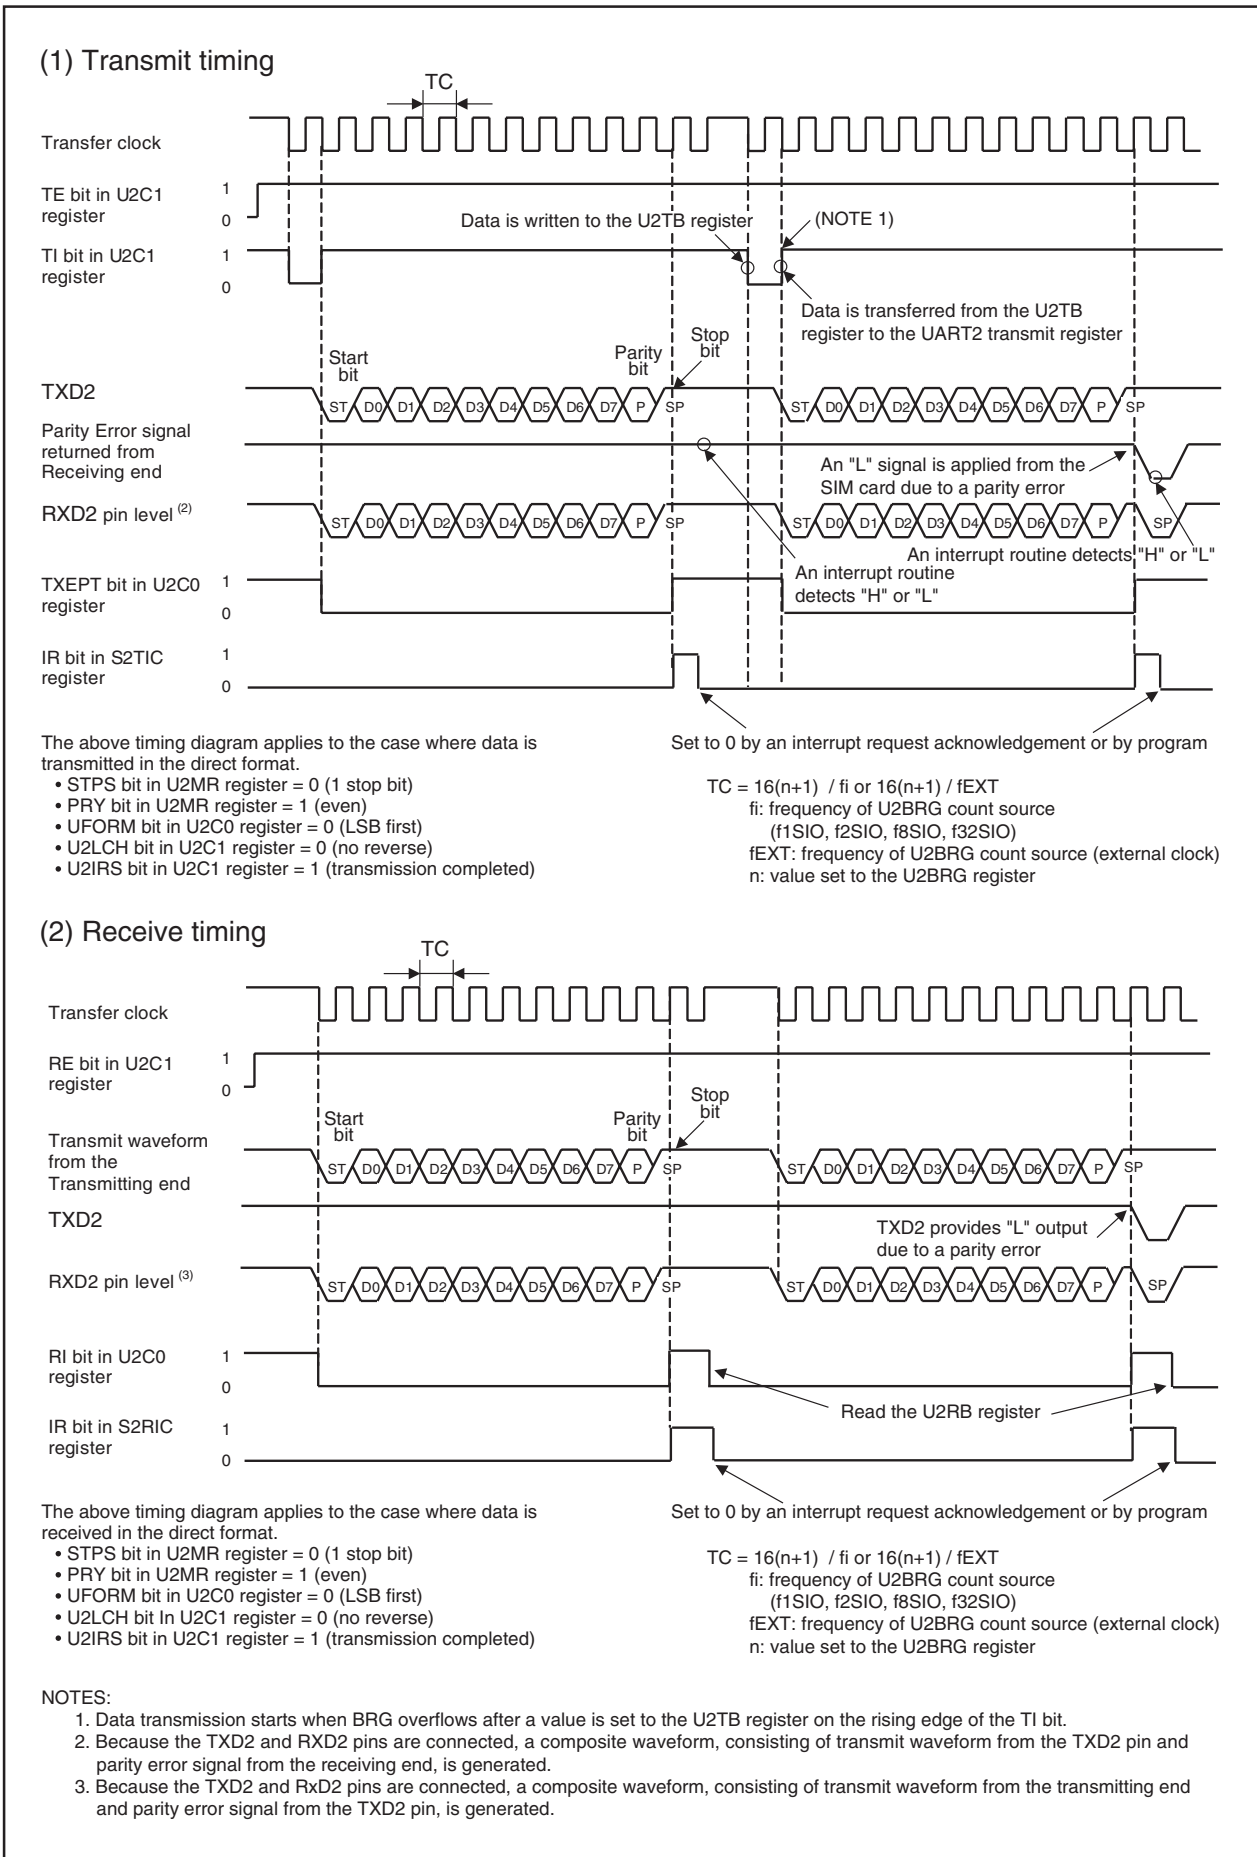 (1) Transmit timing
TC
Transfer clock
TE bit in U2C1
register
1
0
Data is written to the U2TB register
(NOTE 1)
TI bit in U2C1
register
1
0
Data is transferred from the U2TB
register to the UART2 transmit register
Start
bit
Parity
bit
Stop
bit
TXD2
ST D0 D1 D2 D3 D4 D5 D6 D7 P SP ST D0 D1 D2 D3 D4 D5 D6 D7 P SP
Parity Error signal
returned from
Receiving end
An "L" signal is applied from the
SIM card due to a parity error
RXD2 pin level (2)
ST D0 D1 D2 D3 D4 D5 D6 D7 P SP ST D0 D1 D2 D3 D4 D5 D6 D7 P SP
An interrupt routine detects "H" or "L"
An interrupt routine
detects "H" or "L"
TXEPT bit in U2C0
register
1
0
IR bit in S2TIC
register
1
0
The above timing diagram applies to the case where data is
transmitted in the direct format.
• STPS bit in U2MR register = 0 (1 stop bit)
• PRY bit in U2MR register = 1 (even)
• UFORM bit in U2C0 register = 0 (LSB first)
• U2LCH bit in U2C1 register = 0 (no reverse)
• U2IRS bit in U2C1 register = 1 (transmission completed)
Set to 0 by an interrupt request acknowledgement or by program
TC = 16(n+1) / fi or 16(n+1) / fEXT
fi: frequency of U2BRG count source
(f1SIO, f2SIO, f8SIO, f32SIO)
fEXT: frequency of U2BRG count source (external clock)
n: value set to the U2BRG register
(2) Receive timing
TC
Transfer clock
RE bit in U2C1
register
1
0
Start
bit
Parity
bit
Stop
bit
Transmit waveform
from the
Transmitting end
ST D0 D1 D2 D3 D4 D5 D6 D7 P SP ST D0 D1 D2 D3 D4 D5 D6 D7 P SP
TXD2
TXD2 provides "L" output
due to a parity error
RXD2 pin level (3)
ST D0 D1 D2 D3 D4 D5 D6 D7 P SP ST D0 D1 D2 D3 D4 D5 D6 D7 P SP
RI bit in U2C0
register
1
0
Read the U2RB register
IR bit in S2RIC
register
1
0
The above timing diagram applies to the case where data is
received in the direct format.
• STPS bit in U2MR register = 0 (1 stop bit)
• PRY bit in U2MR register = 1 (even)
• UFORM bit in U2C0 register = 0 (LSB first)
• U2LCH bit In U2C1 register = 0 (no reverse)
• U2IRS bit in U2C1 register = 1 (transmission completed)
Set to 0 by an interrupt request acknowledgement or by program
TC = 16(n+1) / fi or 16(n+1) / fEXT
fi: frequency of U2BRG count source
(f1SIO, f2SIO, f8SIO, f32SIO)
fEXT: frequency of U2BRG count source (external clock)
n: value set to the U2BRG register
NOTES:
1. Data transmission starts when BRG overflows after a value is set to the U2TB register on the rising edge of the TI bit.
2. Because the TXD2 and RXD2 pins are connected, a composite waveform, consisting of transmit waveform from the TXD2 pin and
parity error signal from the receiving end, is generated.
3. Because the TXD2 and RxD2 pins are connected, a composite waveform, consisting of transmit waveform from the transmitting end
and parity error signal from the TXD2 pin, is generated.